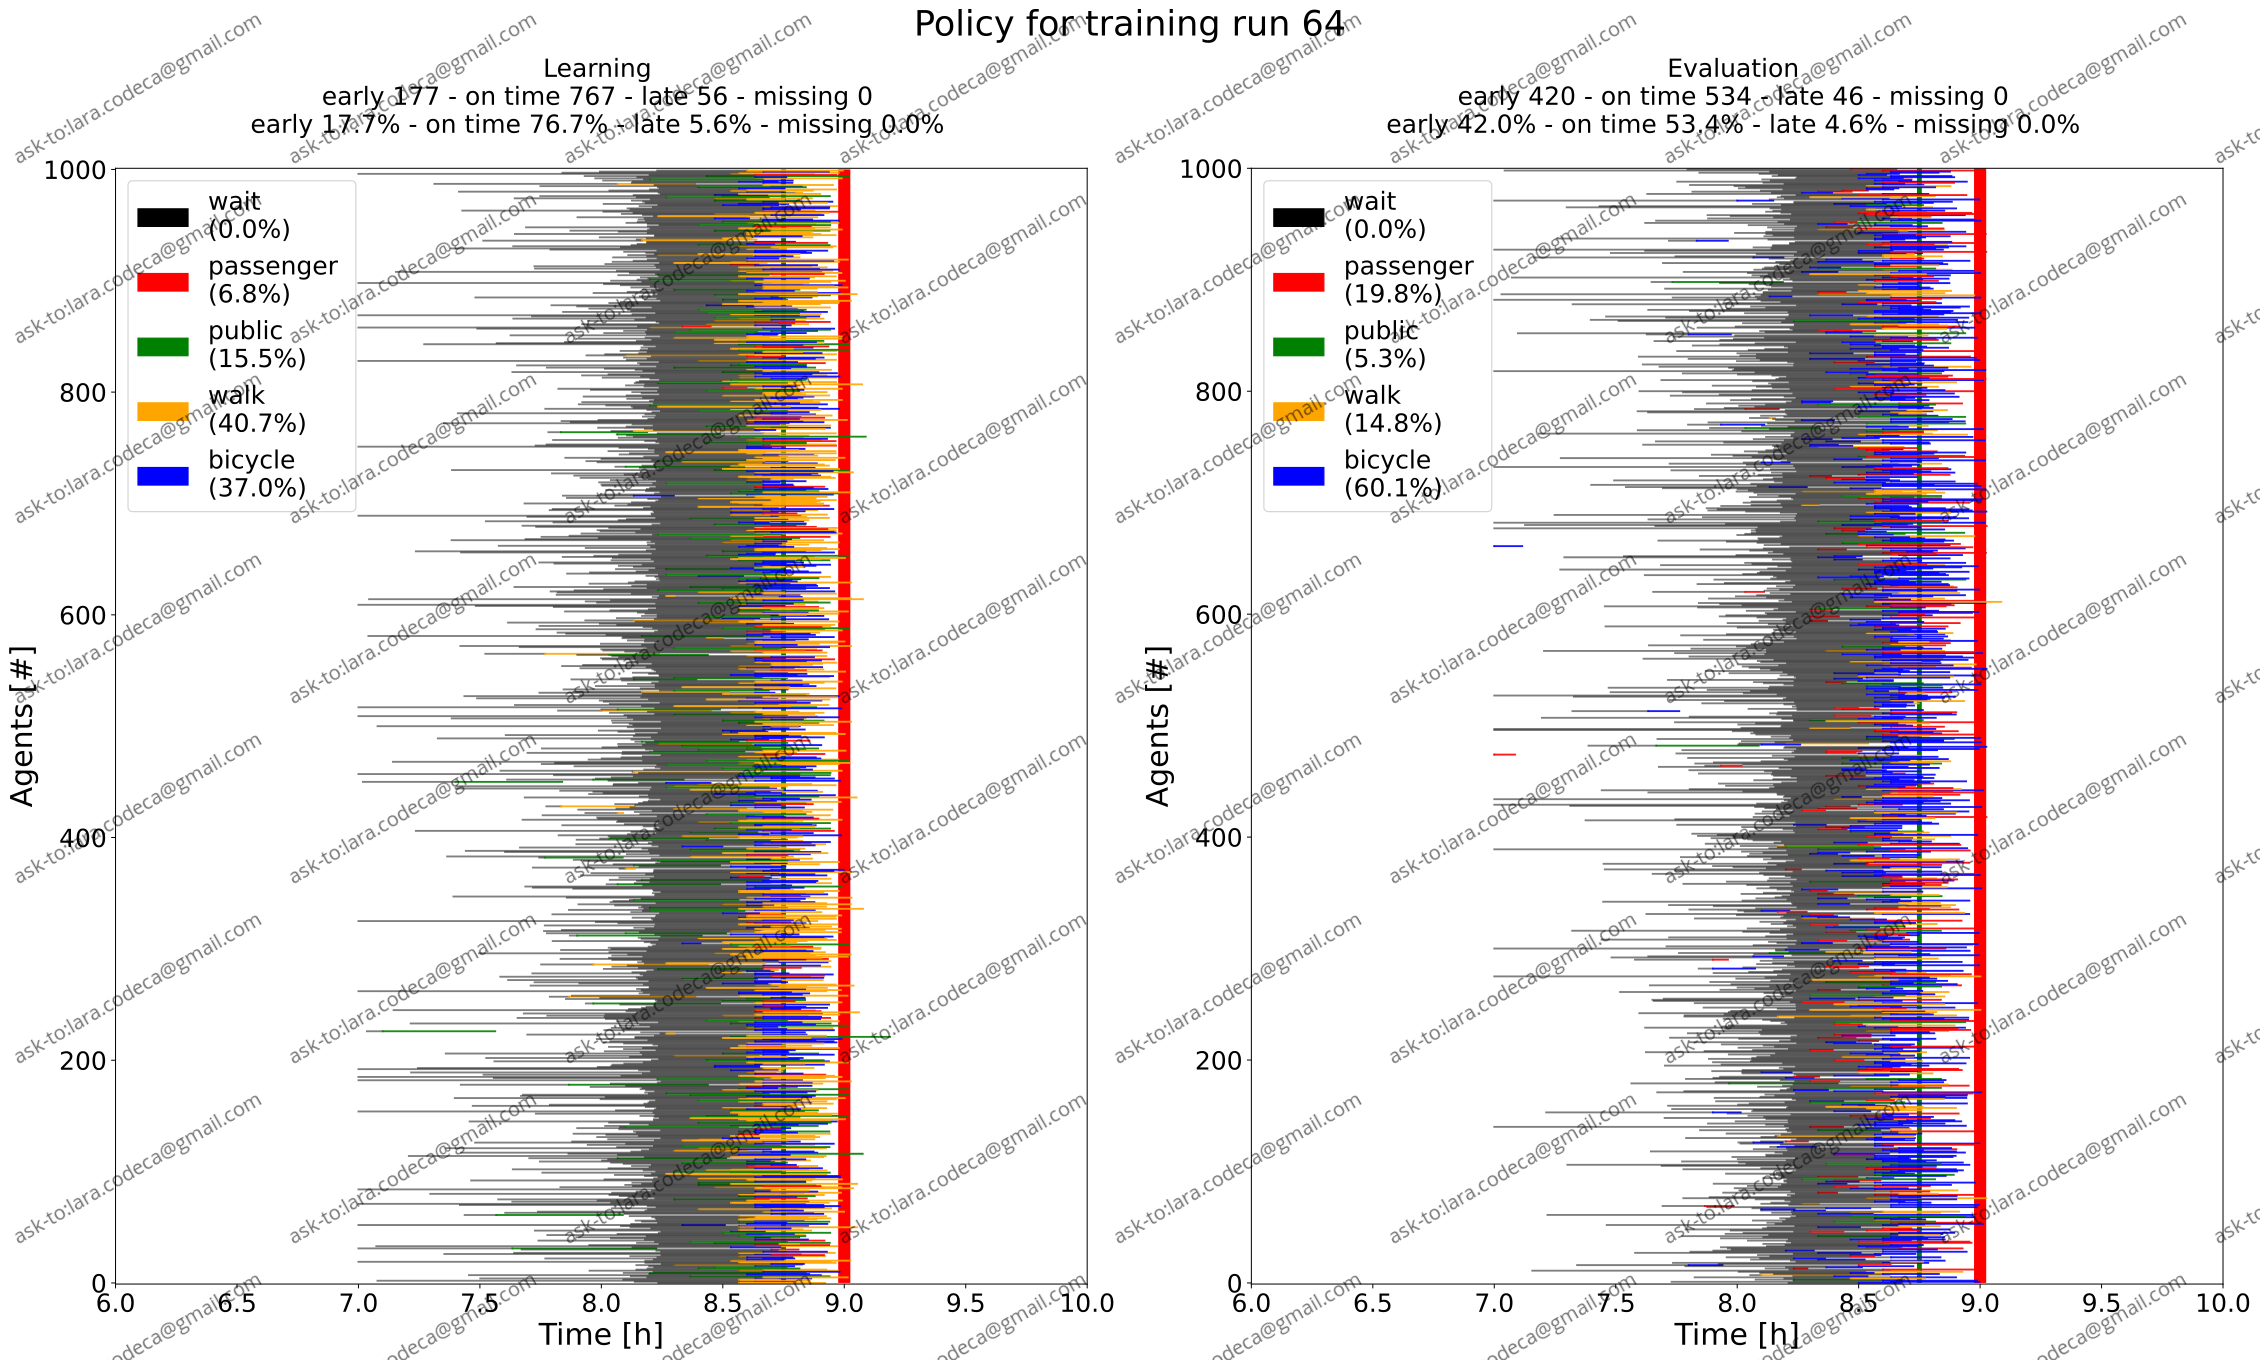 Policy for training run 64
Learning
early 177 - on time 767 - late 56 - missing 0
early 17.7% - on time 76.7% - late 5.6% - missing 0.0%
wait
(0.0%)
passenger
(6.8%)
public
(15.5%)
walk
(40.7%)
bicycle
(37.0%)
Agents [#]
1000
800
600
400
200
0
6.0 6.5 7.0 7.5 8.0 8.5 9.0 9.5 10.0
Time [h]
Evaluation
early 420 - on time 534 - late 46 - missing 0
early 42.0% - on time 53.4% - late 4.6% - missing 0.0%
wait
(0.0%)
passenger
(19.8%)
public
(5.3%)
walk
(14.8%)
bicycle
(60.1%)
Agents [#]
1000
800
600
400
200
0
6.0 6.5 7.0 7.5 8.0 8.5 9.0 9.5 10.0
Time [h]
ask-to:lara.codeca@gmail.com